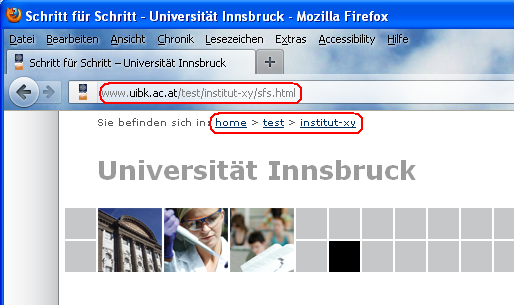 Schritt für Schritt - Universität Innsbruck - Mozilla Firefox
Datei Bearbeiten Ansicht Chronik Lesezeichen Extras Accessibility Hilfe
Schritt für Schritt – Universität Innsbruck
www.uibk.ac.at/test/institut-xy/sfs.html
Sie befinden sich in: home > test > institut-xy
Universität Innsbruck